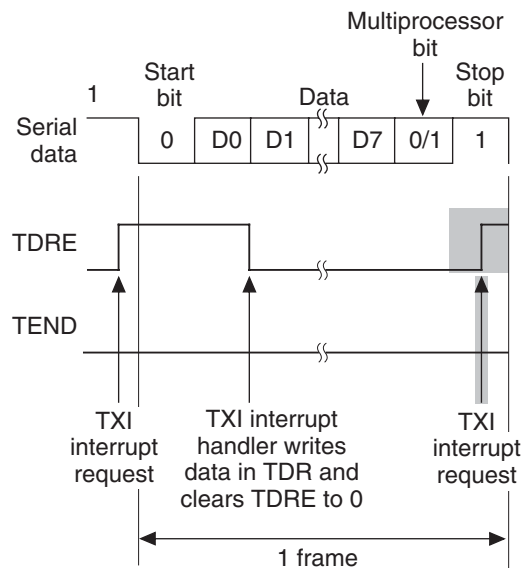 Multiprocessor
bit
Start
bit
Data
Stop
bit
1
Serial
data
0
D0
D1
D7
0/1
1
TDRE
TEND
TXI
interrupt
request
TXI interrupt
handler writes
data in TDR and
clears TDRE to 0
TXI
interrupt
request
1 frame